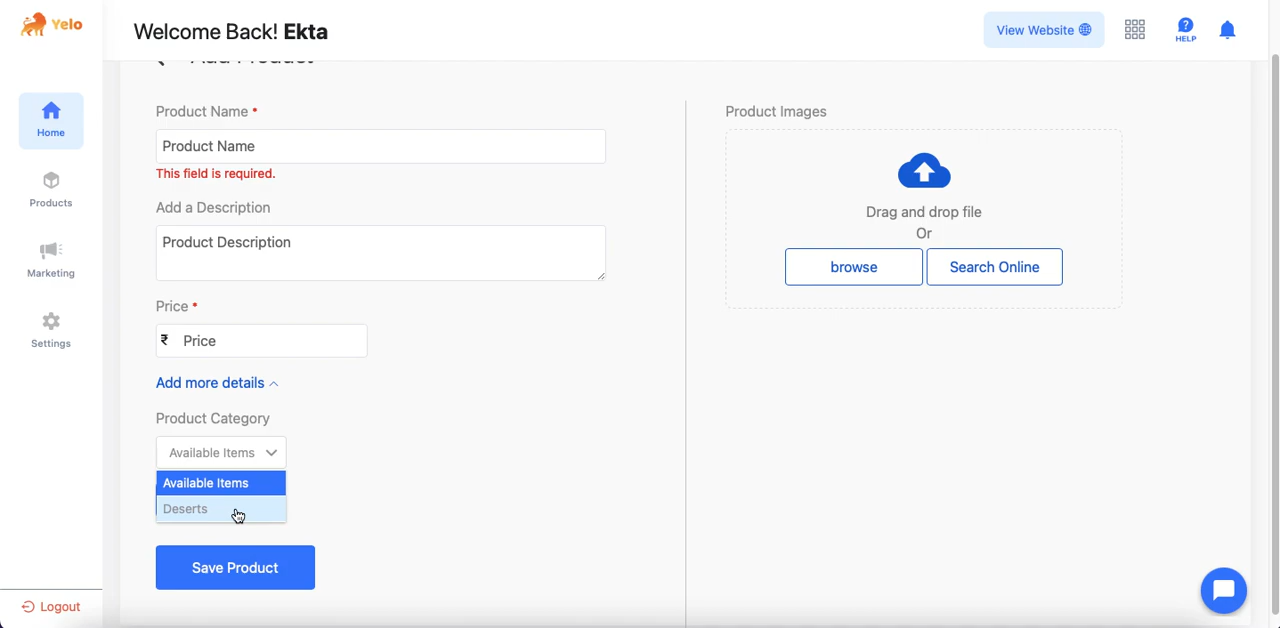 Yelo
Welcome Back! Ekta
View Website
HELP
Home
Products
Marketing
Settings
Logout
Add Product
Product Name •
Product Name
This field is required.
Add a Description
Product Description
Price •
₹ Price
Add more details
Product Category
Available Items
Available Items
Deserts
Save Product
Product Images
Drag and drop file
Or
browse
Search Online